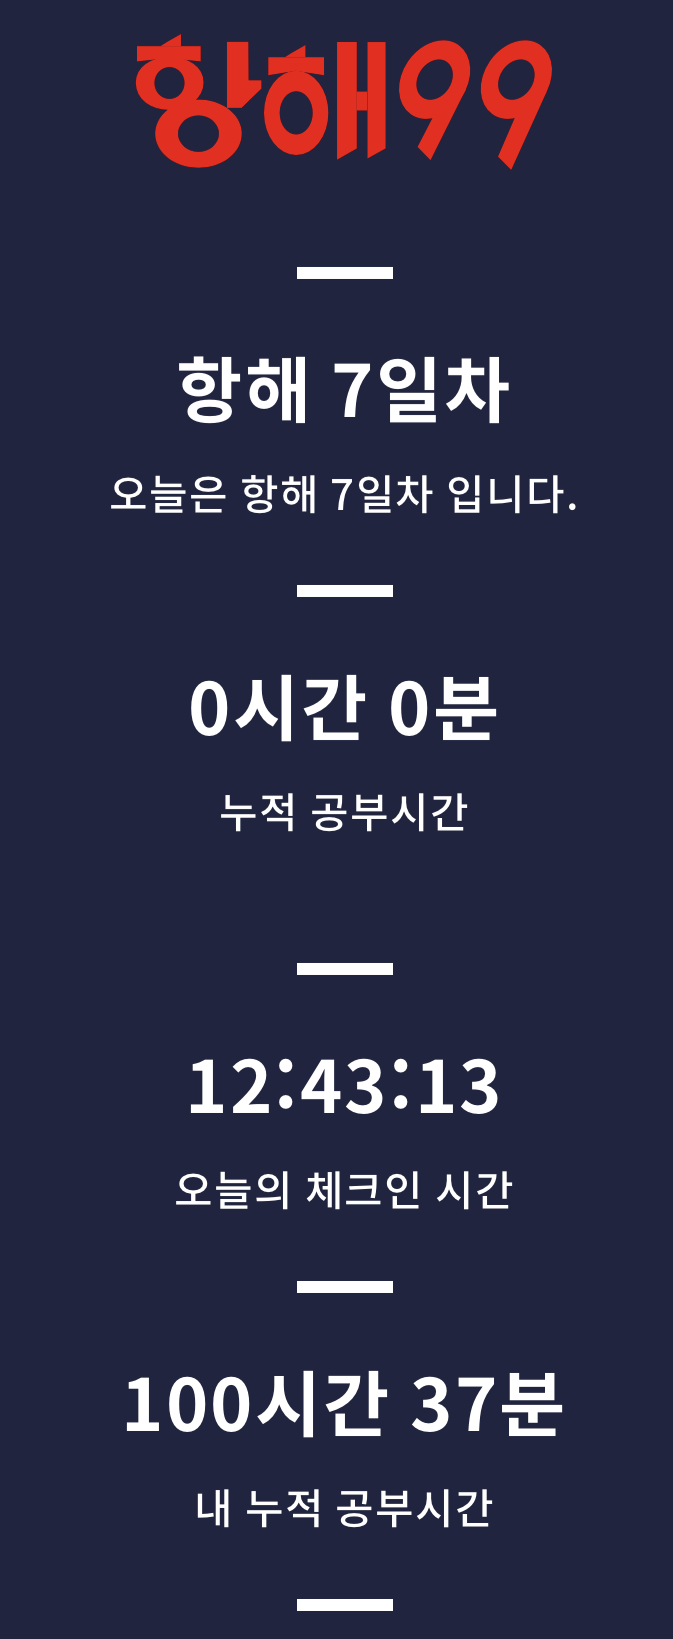 항해99
항해 7일차
오늘은 항해 7일차 입니다.
0시간 0분
누적 공부시간
12:43:13
오늘의 체크인 시간
100시간 37분
내 누적 공부시간